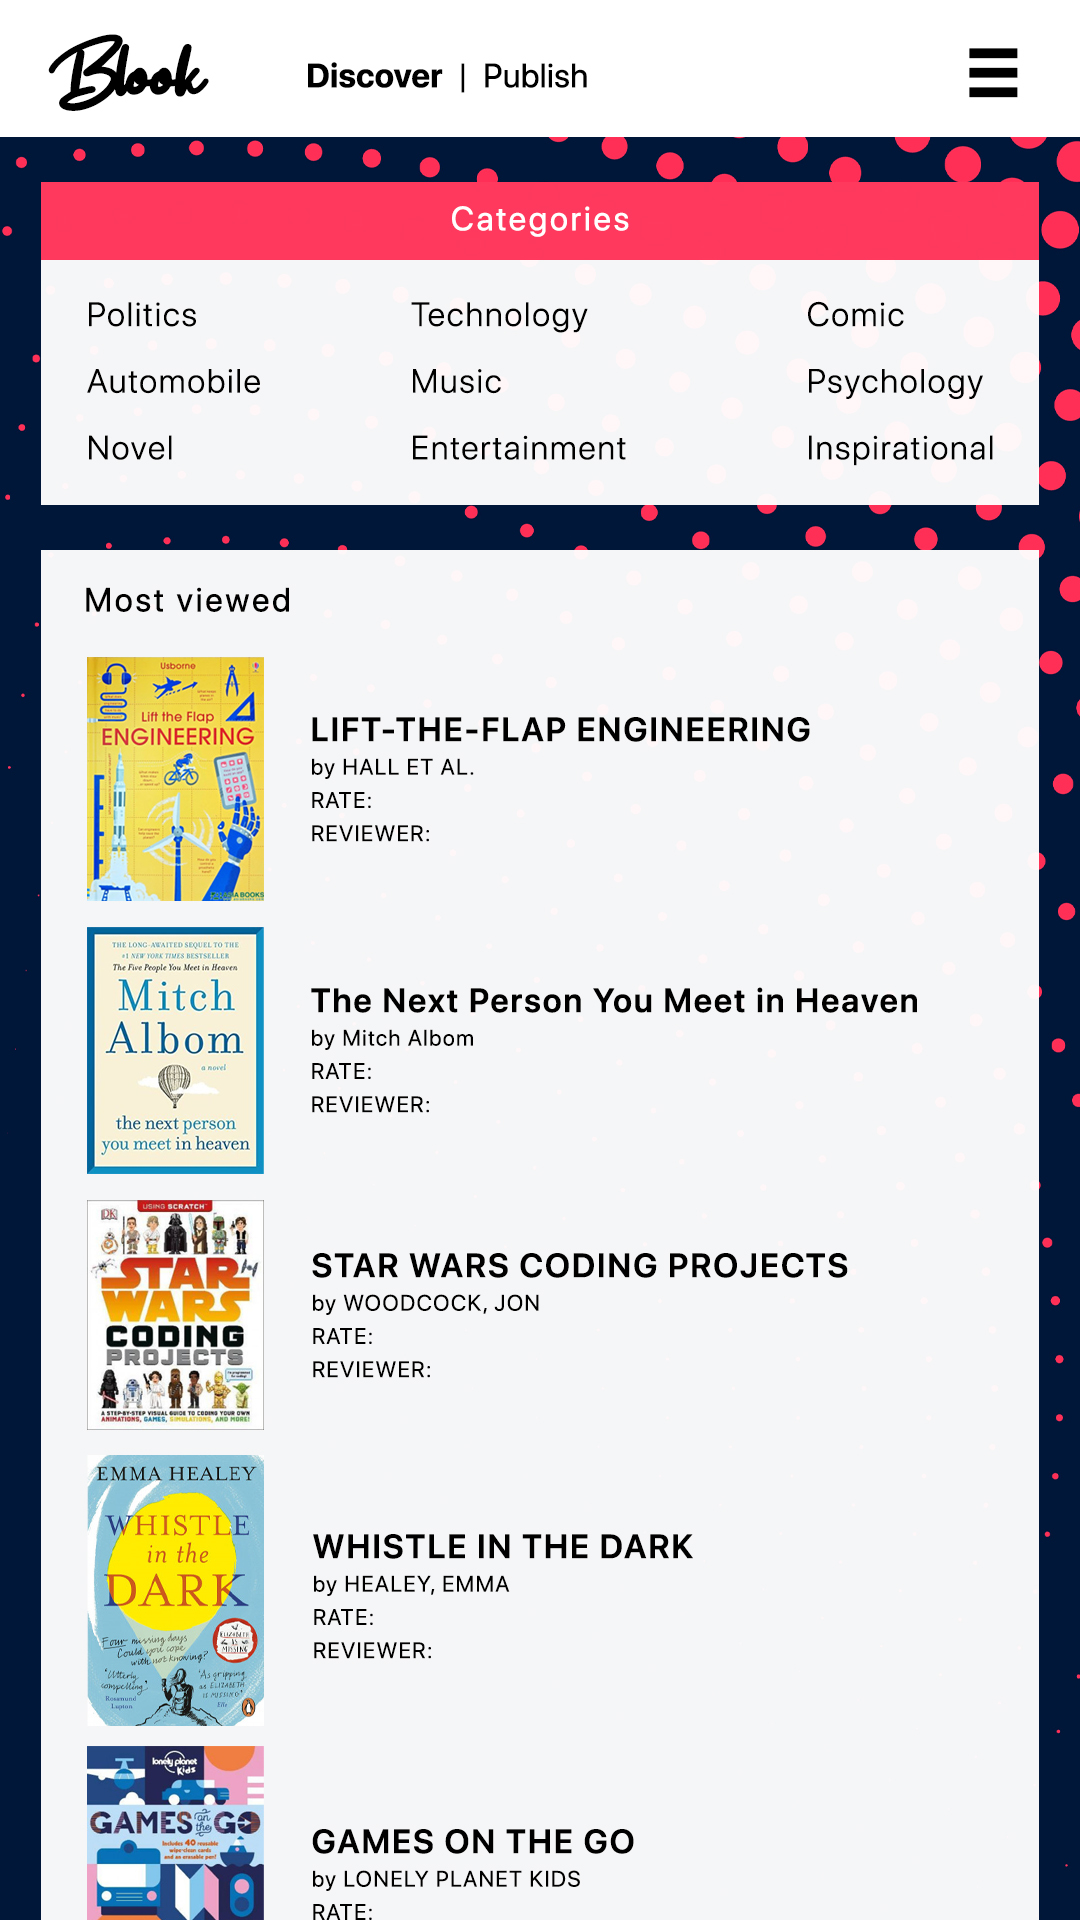 Blook
Discover | Publish
Categories
Politics Technology Comic
Automobile Music Psychology
Novel Entertainment Inspirational
Most viewed
Usborne
Lift the Flap
ENGINEERING
LIFT-THE-FLAP ENGINEERING
by HALL ET AL.
RATE:
REVIEWER:
THE LONG-AWAITED SEQUEL TO THE
#1 NEW YORK TIMES BESTSELLER
The Five People You Meet in Heaven
Mitch
Albom
a novel
the next person
you meet in heaven
The Next Person You Meet in Heaven
by Mitch Albom
RATE:
REVIEWER:
USING SCRATCH
DK
STAR
WARS
CODING
PROJECTS
A STEP-BY-STEP VISUAL GUIDE TO CODING YOUR OWN
ANIMATIONS, GAMES, SIMULATIONS, AND MORE!
STAR WARS CODING PROJECTS
by WOODCOCK, JON
RATE:
REVIEWER:
EMMA HEALEY
WHISTLE
in the
DARK
Four missing days
Could you cope
with not knowing?
ELIZABETH
IS
MISSING
'Utterly
compelling'
Rosamund
Lupton
'As gripping
as ELIZABETH
IS MISSING'
Elle
WHISTLE IN THE DARK
by HEALEY, EMMA
RATE:
REVIEWER:
lonely planet
Kids
GAMES on the GO
Includes 40 reusable
wipe-clean cards
and an erasable pen!
GAMES ON THE GO
by LONELY PLANET KIDS
RATE: